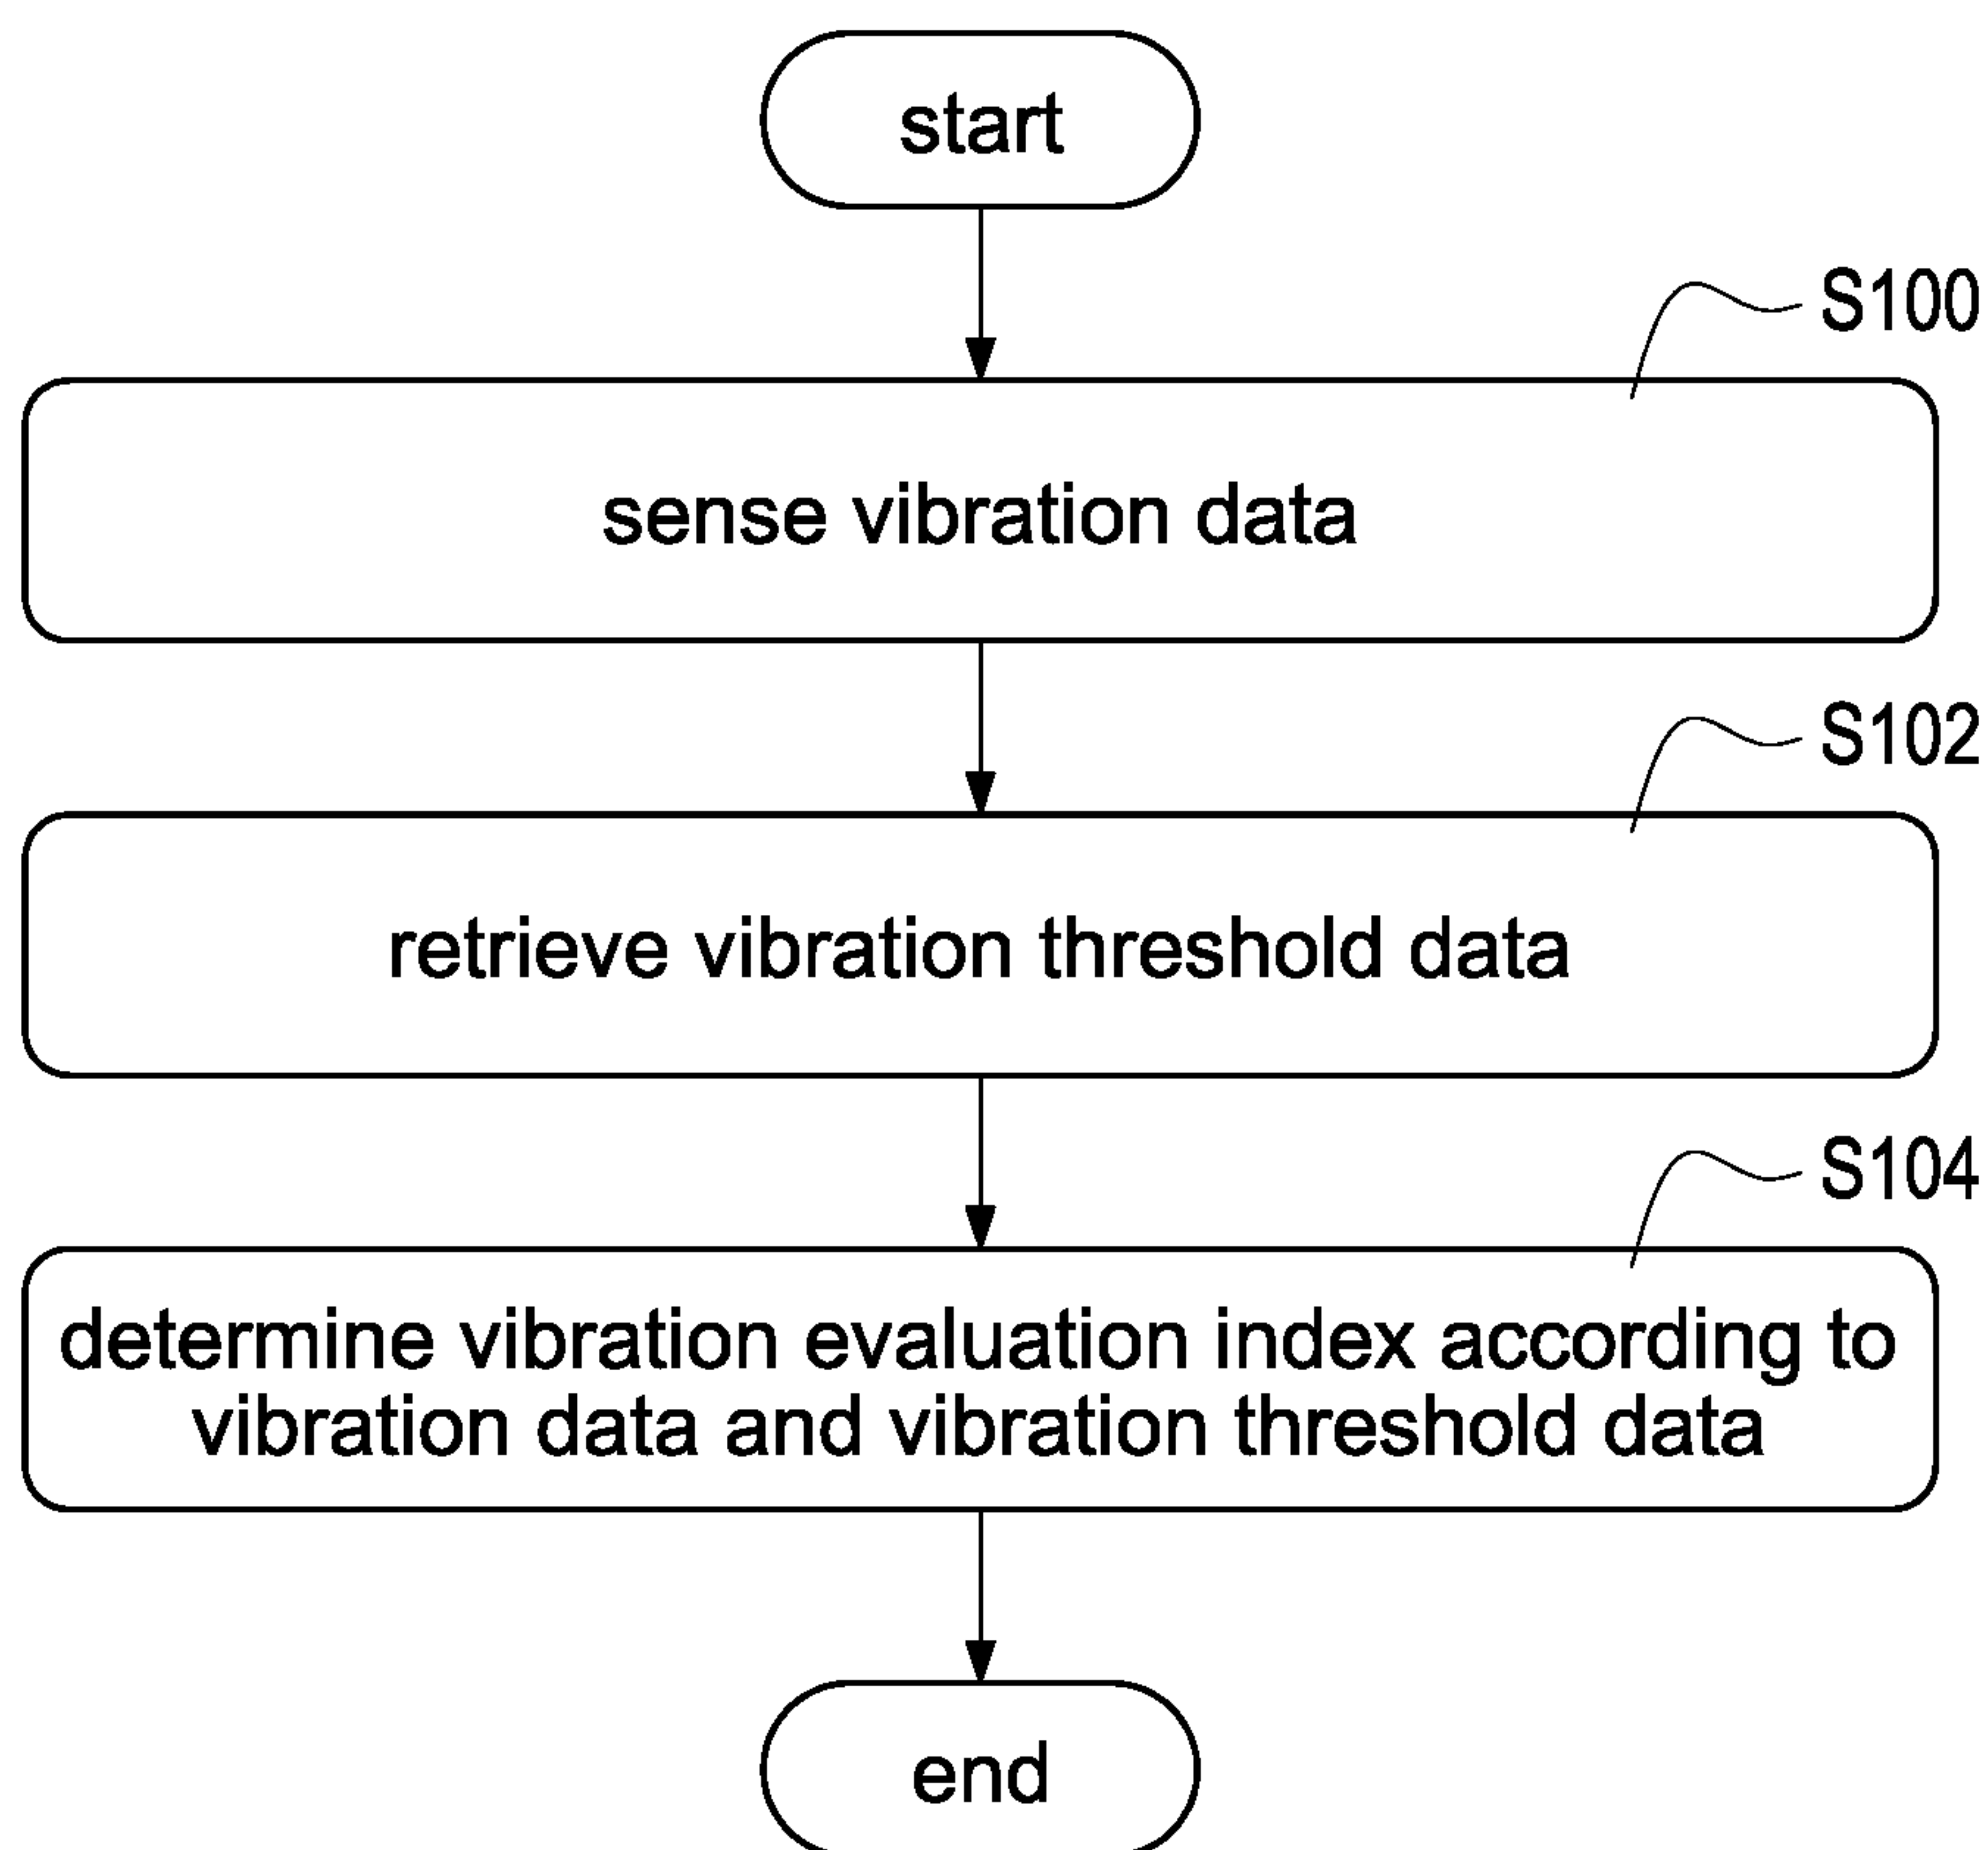 start
S100
sense vibration data
S102
retrieve vibration threshold data
S104
determine vibration evaluation index according to
vibration data and vibration threshold data
end